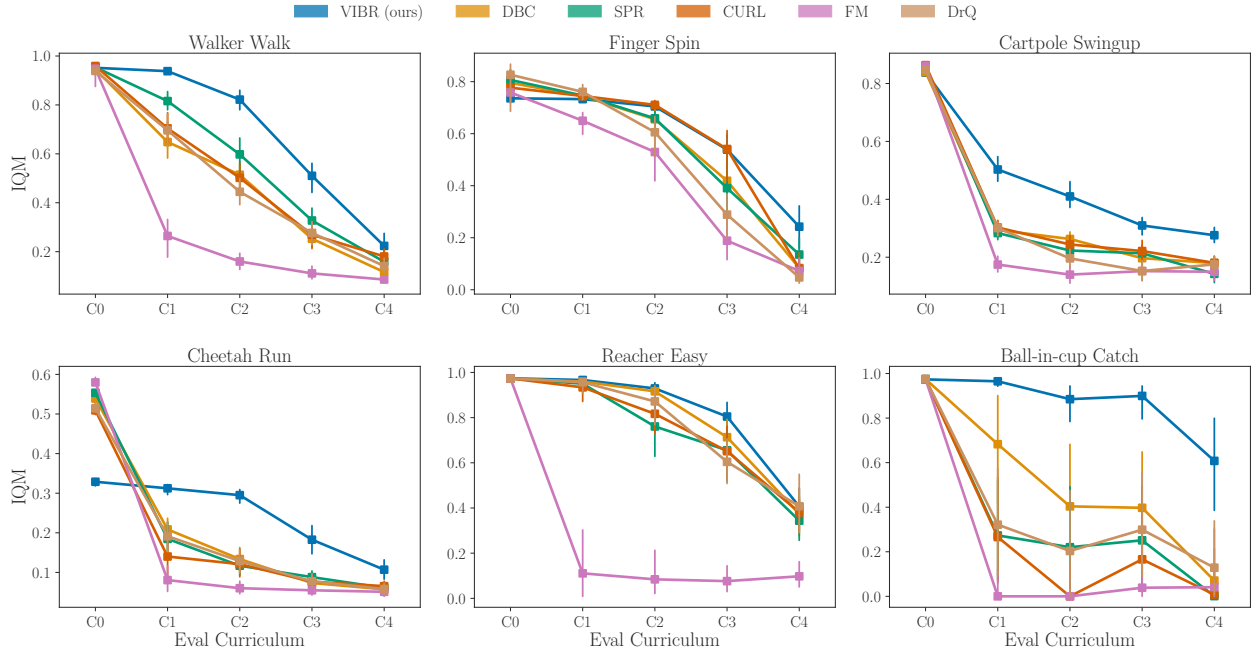 VIBR (ours) DBC SPR CURL FM DrQ
Walker Walk Finger Spin Cartpole Swingup
IQM
1.0
0.8
0.6
0.4
0.2
C0 C1 C2 C3 C4
0.8
0.6
0.4
0.2
0.0
C0 C1 C2 C3 C4
0.8
0.6
0.4
0.2
C0 C1 C2 C3 C4
Cheetah Run Reacher Easy Ball-in-cup Catch
IQM
0.6
0.5
0.4
0.3
0.2
0.1
C0 C1 C2 C3 C4
Eval Curriculum
1.0
0.8
0.6
0.4
0.2
0.0
C0 C1 C2 C3 C4
Eval Curriculum
1.0
0.8
0.6
0.4
0.2
0.0
C0 C1 C2 C3 C4
Eval Curriculum